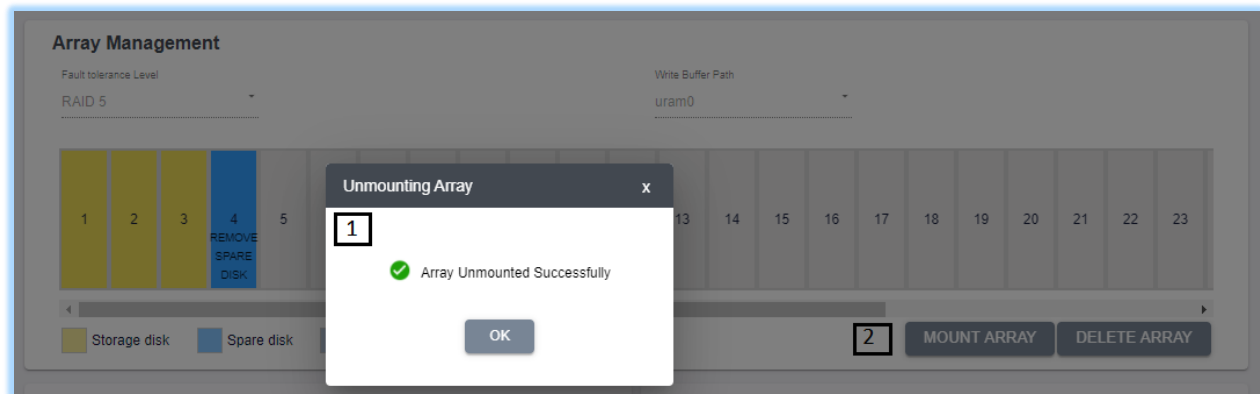 Array Management
Fault tolerance Level
Write Buffer Path
RAID 5
uram0
Unmounting Array
x
1
2
3
4
REMOVE
SPARE
DISK
5
13
14
15
16
17
18
19
20
21
22
23
1
Array Unmounted Successfully
OK
Storage disk
Spare disk
2
MOUNT ARRAY
DELETE ARRAY